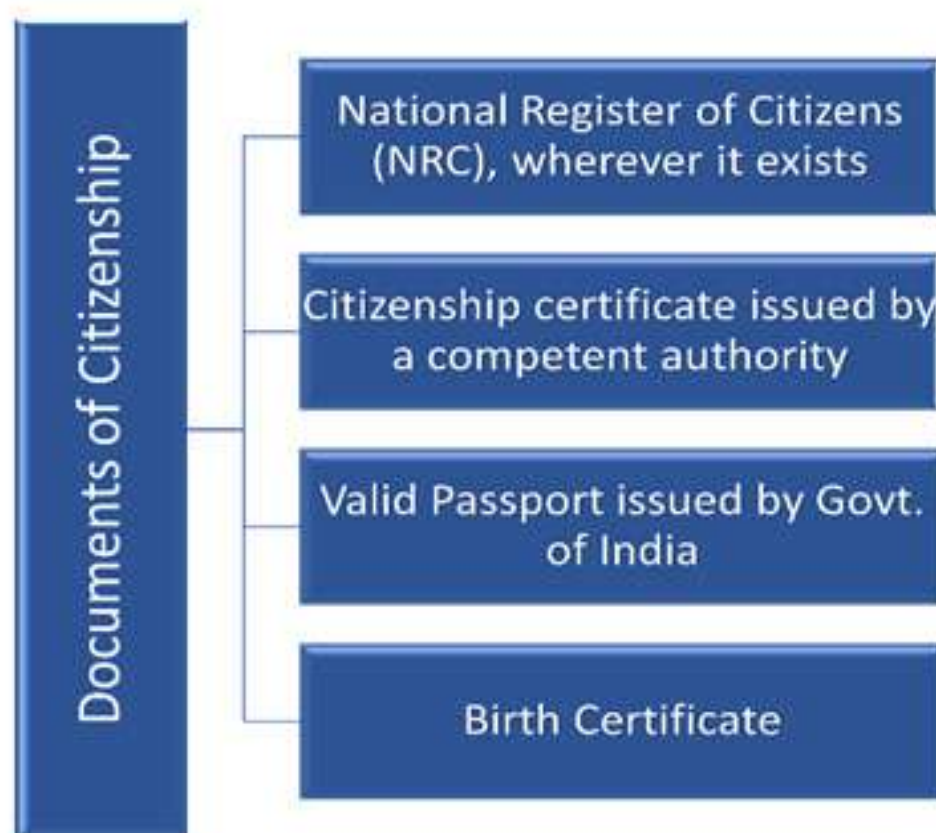 Documents of Citizenship
National Register of Citizens
(NRC), wherever it exists
Citizenship certificate issued by
a competent authority
Valid Passport issued by Govt.
of India
Birth Certificate